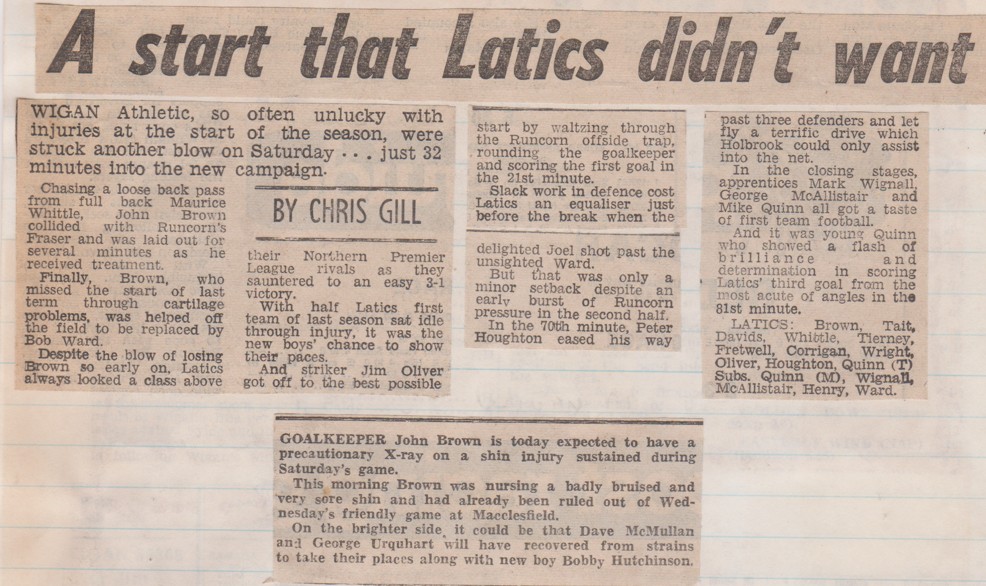 A start that Latics didn't want
WIGAN Athletic, so often unlucky with
injuries at the start of the season, were
struck another blow on Saturday ... just 32
minutes into the new campaign.
Chasing a loose back pass
from full back Maurice
Whittle, John Brown
collided with Runcorn's
Fraser and was laid out for
several minutes as he
received treatment.
Finally, Brown, who
missed the start of last
term through cartilage
problems, was helped off
the field to be replaced by
Bob Ward.
Despite the blow of losing
Brown so early on, Latics
always looked a class above
BY CHRIS GILL
their Northern Premier
League rivals as they
sauntered to an easy 3-1
victory.
With half Latics first
team of last season sat idle
through injury, it was the
new boys' chance to show
their paces.
And striker Jim Oliver
got off to the best possible
start by waltzing through
the Runcorn offside trap,
rounding the goalkeeper
and scoring the first goal in
the 21st minute.
Slack work in defence cost
Latics an equaliser just
before the break when the
delighted Joel shot past the
unsighted Ward.
But that was only a
minor setback despite an
early burst of Runcorn
pressure in the second half.
In the 70th minute, Peter
Houghton eased his way
past three defenders and let
fly a terrific drive which
Holbrook could only assist
into the net.
In the closing stages,
apprentices Mark Wignall,
George McAllistair and
Mike Quinn all got a taste
of first team football.
And it was young Quinn
who showed a flash of
brilliance and
determination in scoring
Latics' third goal from the
most acute of angles in the
81st minute.
LATICS: Brown, Tait,
Davids, Whittle, Tierney,
Fretwell, Corrigan, Wright,
Oliver, Houghton, Quinn (T)
Subs. Quinn (M), Wignall,
McAllistair, Henry, Ward.
GOALKEEPER John Brown is today expected to have a
precautionary X-ray on a shin injury sustained during
Saturday's game.
This morning Brown was nursing a badly bruised and
very sore shin and had already been ruled out of Wed-
nesday's friendly game at Macclesfield.
On the brighter side, it could be that Dave McMullan
and George Urquhart will have recovered from strains
to take their places along with new boy Bobby Hutchinson.